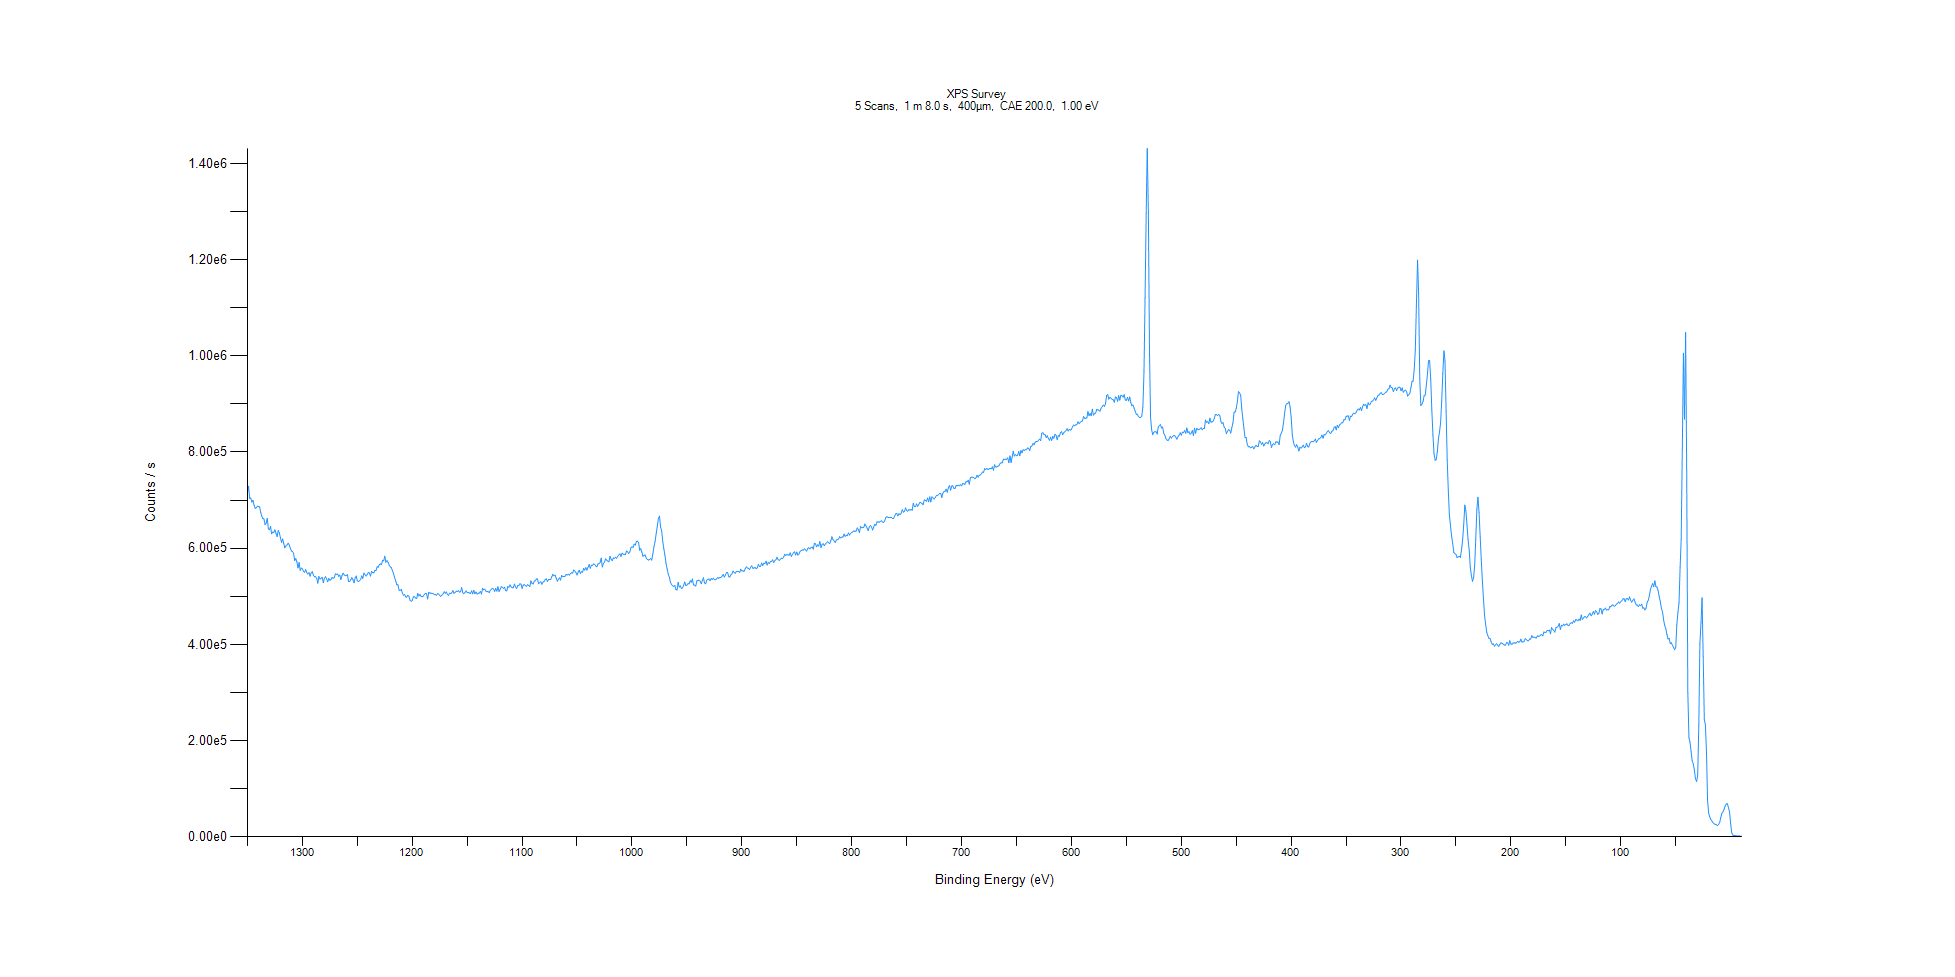 XPS Survey
5 Scans, 1 m 8.0 s, 400µm, CAE 200.0, 1.00 eV
1.40e6
1.20e6
1.00e6
8.00e5
6.00e5
4.00e5
2.00e5
0.00e0
Counts / s
1300 1200 1100 1000 900 800 700 600 500 400 300 200 100
Binding Energy (eV)